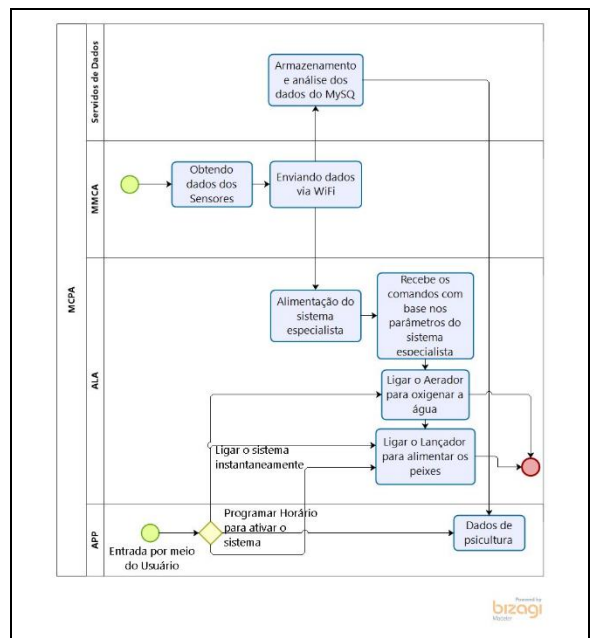 MCPA
Servidos de Dados
Armazenamento
e análise dos
dados do MySQ
MMCA
Obtendo
dados dos
Sensores
Enviando dados
via WiFi
ALA
Alimentação do
sistema
especialista
Recebe os
comandos com
base nos
parâmetros do
sistema
especialista
Ligar o Aerador
para oxigenar a
água
Ligar o Lançador
para alimentar os
peixes
Ligar o sistema
instantaneamente
APP
Programar Horário
para ativar o
sistema
Entrada por meio
do Usuário
Dados de
psicultura
Powered by
bizagi
Modeler